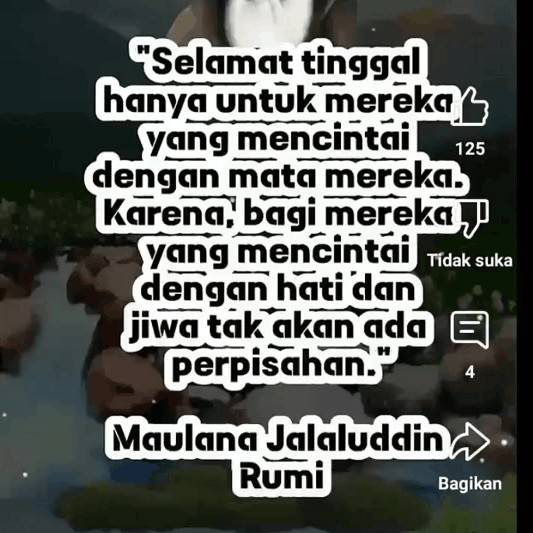 "Selamat tinggal
hanya untuk mereka
yang mencintai
dengan mata mereka.
Karena, bagi mereka
yang mencintai
dengan hati dan
jiwa tak akan ada
perpisahan."
Maulana Jalaluddin
Rumi
125
Tidak suka
4
Bagikan